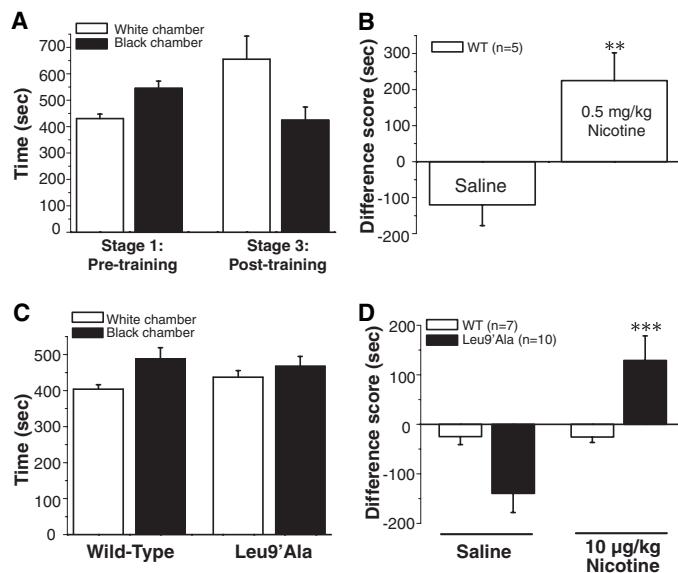 A
White chamber
Black chamber
700
600
500
400
300
200
100
0
Time (sec)
Stage 1:
Pre-training
Stage 3:
Post-training
B
WT (n=5)
**
300
200
100
0
-100
-200
Difference score (sec)
0.5 mg/kg
Nicotine
Saline
C
White chamber
Black chamber
500
400
300
200
100
0
Time (sec)
Wild-Type
Leu9'Ala
D
WT (n=7)
Leu9'Ala (n=10)
***
200
100
0
-100
-200
Difference score (sec)
Saline
10 µg/kg
Nicotine